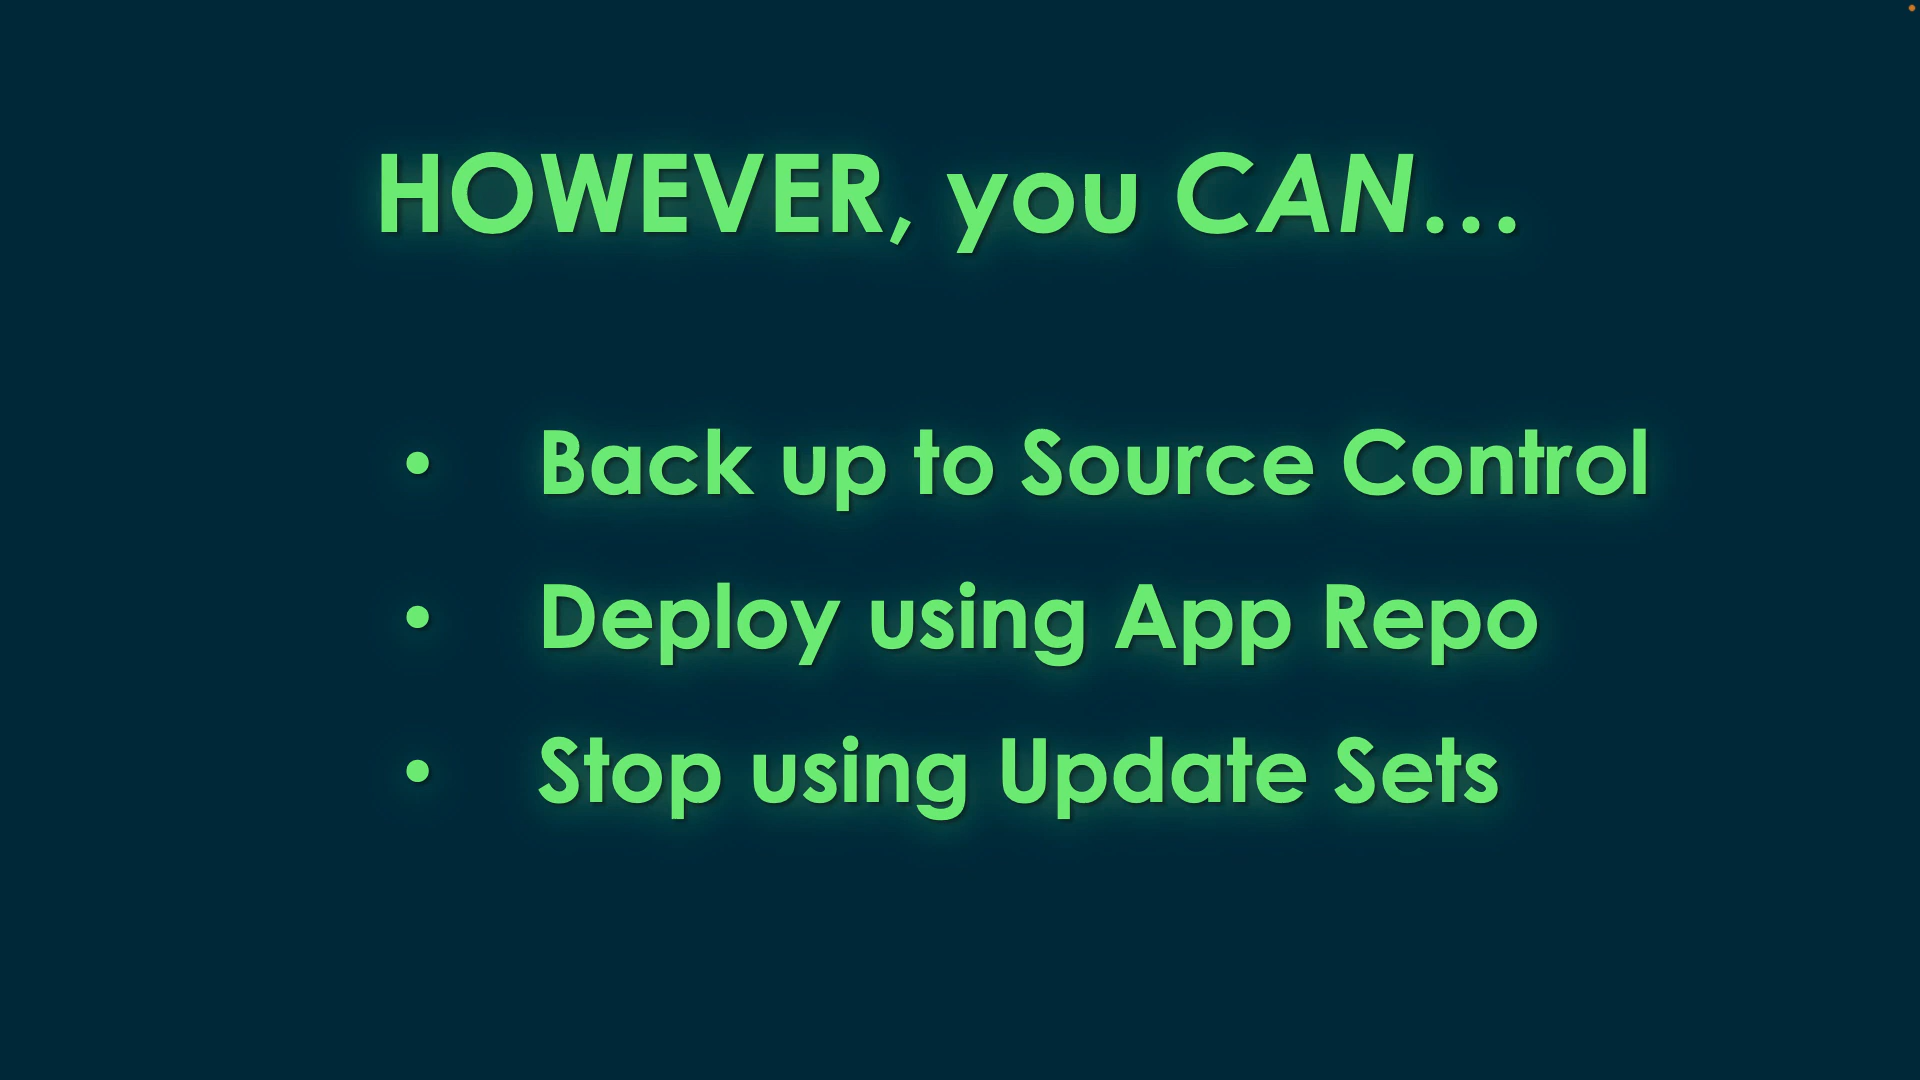 HOWEVER, you CAN...
• Back up to Source Control
• Deploy using App Repo
• Stop using Update Sets